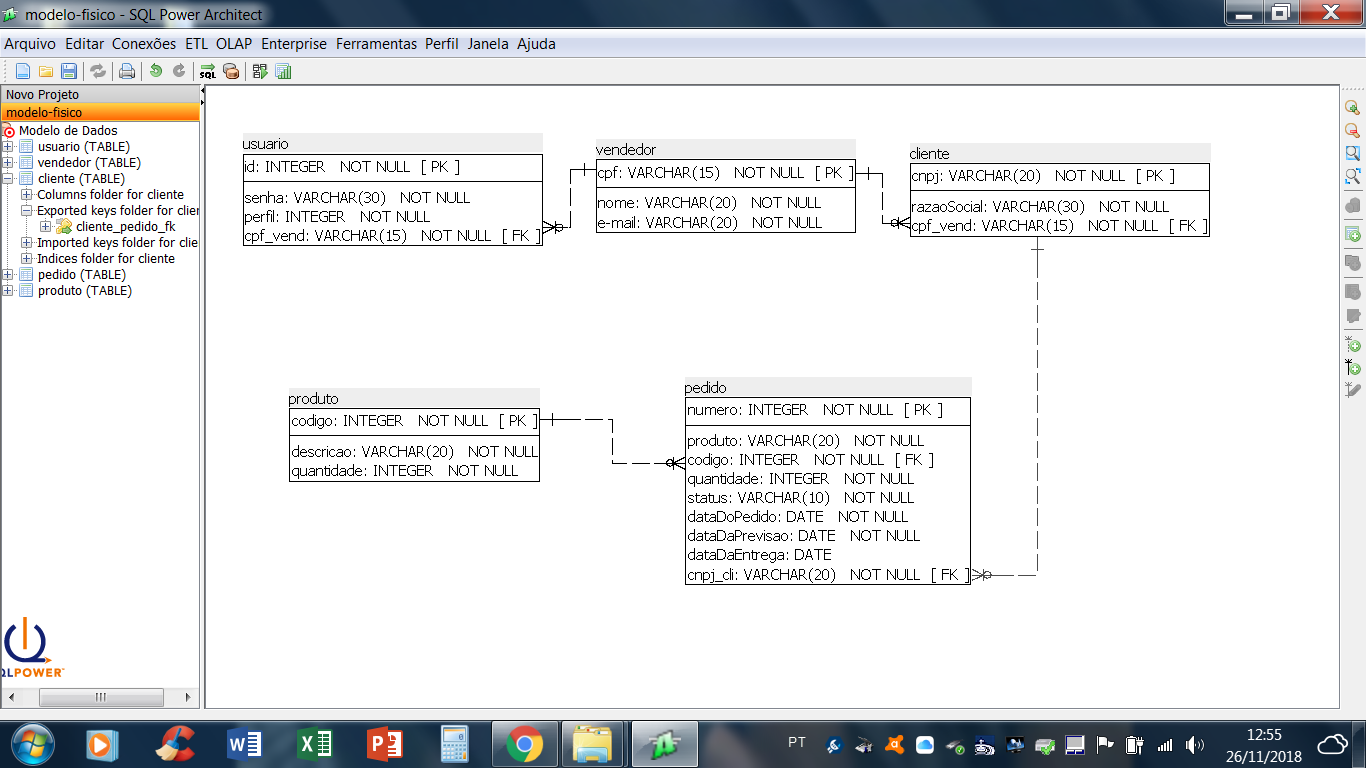 modelo-fisico - SQL Power Architect
Arquivo Editar Conexões ETL OLAP Enterprise Ferramentas Perfil Janela Ajuda
SQL
Novo Projeto
modelo-fisico
Modelo de Dados
usuario (TABLE)
vendedor (TABLE)
cliente (TABLE)
Columns folder for cliente
Exported keys folder for clie
cliente_pedido_fk
Imported keys folder for clie
Indices folder for cliente
pedido (TABLE)
produto (TABLE)
usuario
id: INTEGER NOT NULL [ PK ]
senha: VARCHAR(30) NOT NULL
perfil: INTEGER NOT NULL
cpf_vend: VARCHAR(15) NOT NULL [ FK ]
vendedor
cpf: VARCHAR(15) NOT NULL [ PK ]
nome: VARCHAR(20) NOT NULL
e-mail: VARCHAR(20) NOT NULL
cliente
cnpj: VARCHAR(20) NOT NULL [ PK ]
razaoSocial: VARCHAR(30) NOT NULL
cpf_vend: VARCHAR(15) NOT NULL [ FK ]
produto
codigo: INTEGER NOT NULL [ PK ]
descricao: VARCHAR(20) NOT NULL
quantidade: INTEGER NOT NULL
pedido
numero: INTEGER NOT NULL [ PK ]
produto: VARCHAR(20) NOT NULL
codigo: INTEGER NOT NULL [ FK ]
quantidade: INTEGER NOT NULL
status: VARCHAR(10) NOT NULL
dataDoPedido: DATE NOT NULL
dataDaPrevisao: DATE NOT NULL
dataDaEntrega: DATE
cnpj_cli: VARCHAR(20) NOT NULL [ FK ]
QLPOWER
PT
12:55
26/11/2018